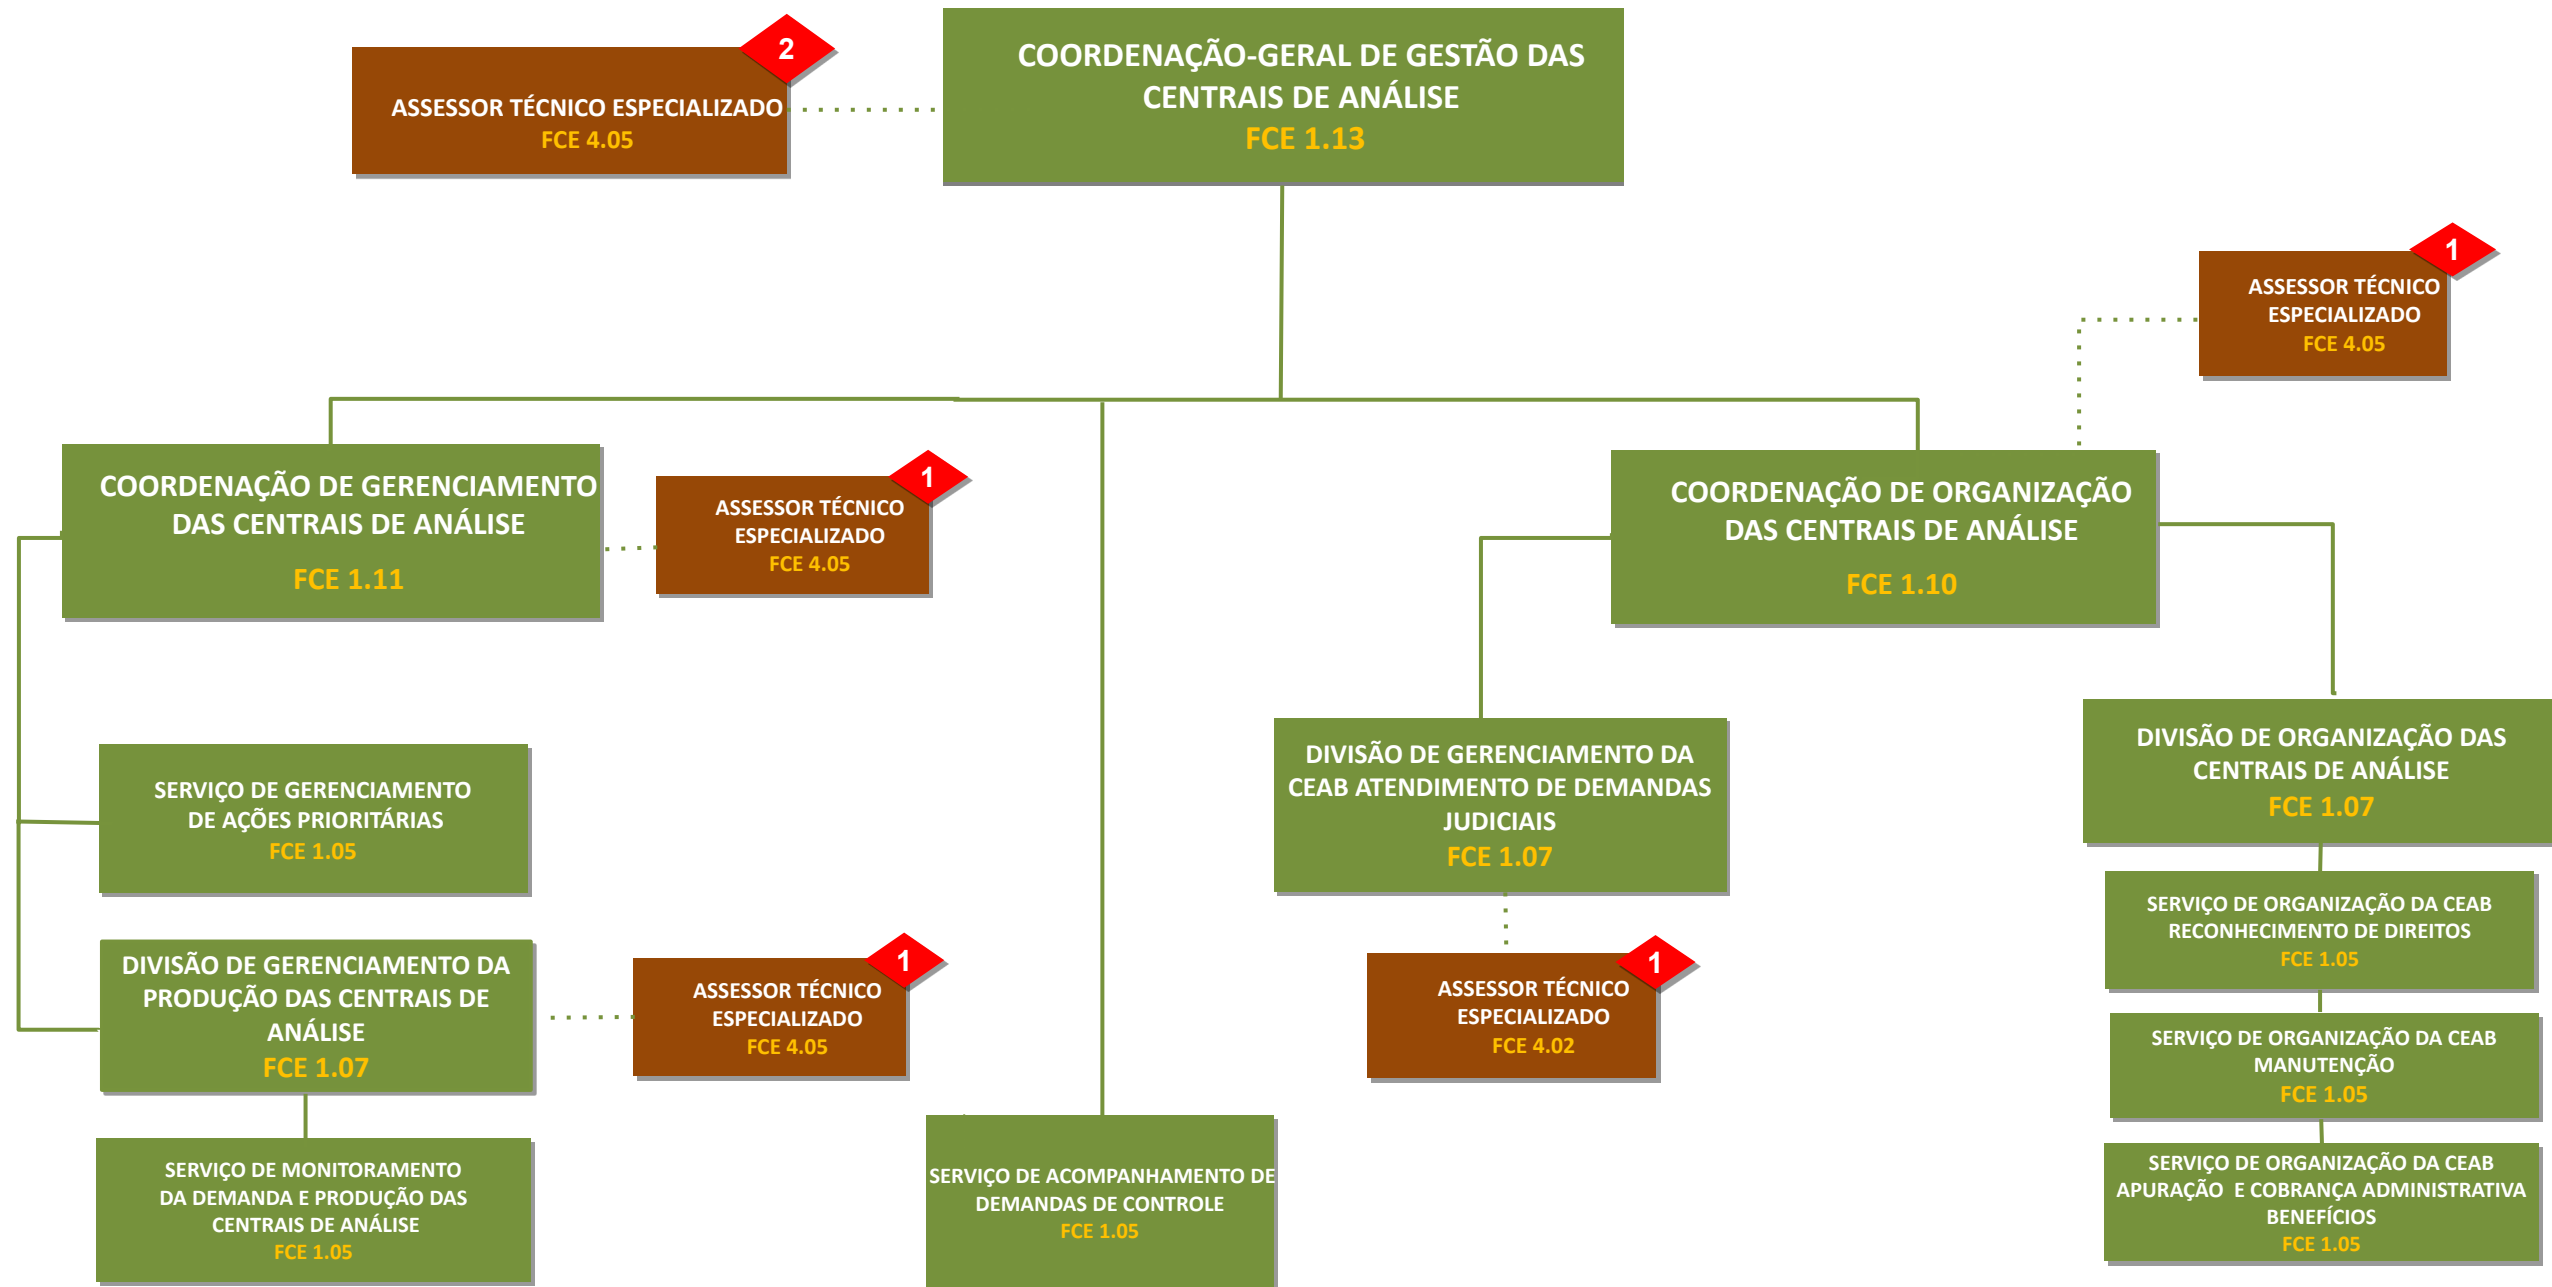 2
ASSESSOR TÉCNICO ESPECIALIZADO
FCE 4.05
COORDENAÇÃO-GERAL DE GESTÃO DAS
CENTRAIS DE ANÁLISE
FCE 1.13
1
ASSESSOR TÉCNICO
ESPECIALIZADO
FCE 4.05
COORDENAÇÃO DE GERENCIAMENTO
DAS CENTRAIS DE ANÁLISE
FCE 1.11
1
ASSESSOR TÉCNICO
ESPECIALIZADO
FCE 4.05
COORDENAÇÃO DE ORGANIZAÇÃO
DAS CENTRAIS DE ANÁLISE
FCE 1.10
SERVIÇO DE GERENCIAMENTO
DE AÇÕES PRIORITÁRIAS
FCE 1.05
DIVISÃO DE GERENCIAMENTO DA
CEAB ATENDIMENTO DE DEMANDAS
JUDICIAIS
FCE 1.07
DIVISÃO DE ORGANIZAÇÃO DAS
CENTRAIS DE ANÁLISE
FCE 1.07
SERVIÇO DE ORGANIZAÇÃO DA CEAB
RECONHECIMENTO DE DIREITOS
FCE 1.05
DIVISÃO DE GERENCIAMENTO DA
PRODUÇÃO DAS CENTRAIS DE
ANÁLISE
FCE 1.07
1
ASSESSOR TÉCNICO
ESPECIALIZADO
FCE 4.05
1
ASSESSOR TÉCNICO
ESPECIALIZADO
FCE 4.02
SERVIÇO DE ORGANIZAÇÃO DA CEAB
MANUTENÇÃO
FCE 1.05
SERVIÇO DE MONITORAMENTO
DA DEMANDA E PRODUÇÃO DAS
CENTRAIS DE ANÁLISE
FCE 1.05
SERVIÇO DE ACOMPANHAMENTO DE
DEMANDAS DE CONTROLE
FCE 1.05
SERVIÇO DE ORGANIZAÇÃO DA CEAB
APURAÇÃO E COBRANÇA ADMINISTRATIVA
BENEFÍCIOS
FCE 1.05